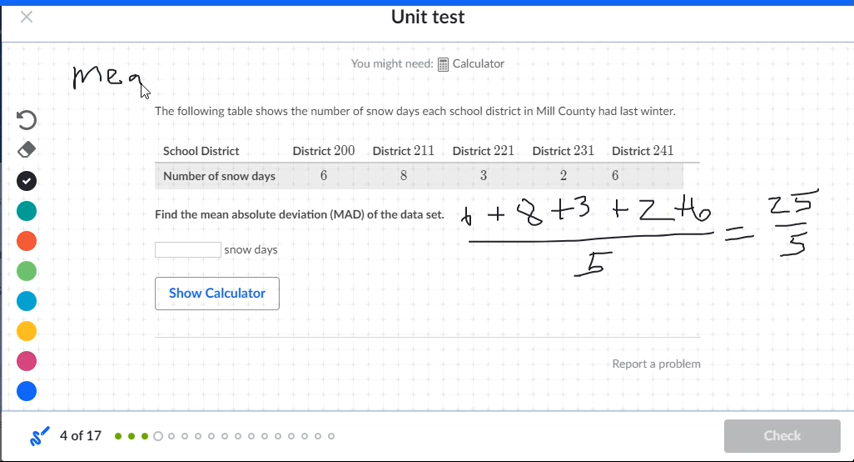 Unit test
mea
You might need: Calculator
The following table shows the number of snow days each school district in Mill County had last winter.
School District District 200 District 211 District 221 District 231 District 241
Number of snow days 6 8 3 2 6
Find the mean absolute deviation (MAD) of the data set.
6 + 8 + 3 + 2 + 6 = 25
5 5
snow days
Show Calculator
Report a problem
4 of 17
Check